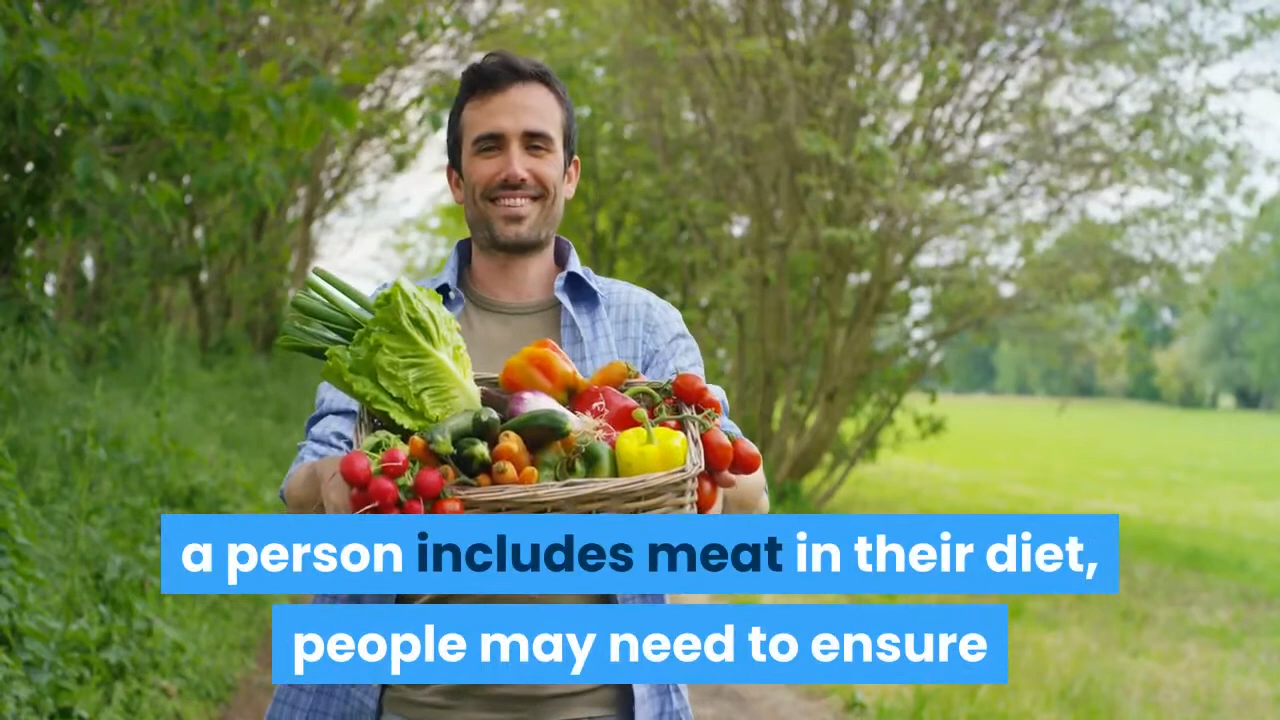 a person includes meat in their diet,
people may need to ensure